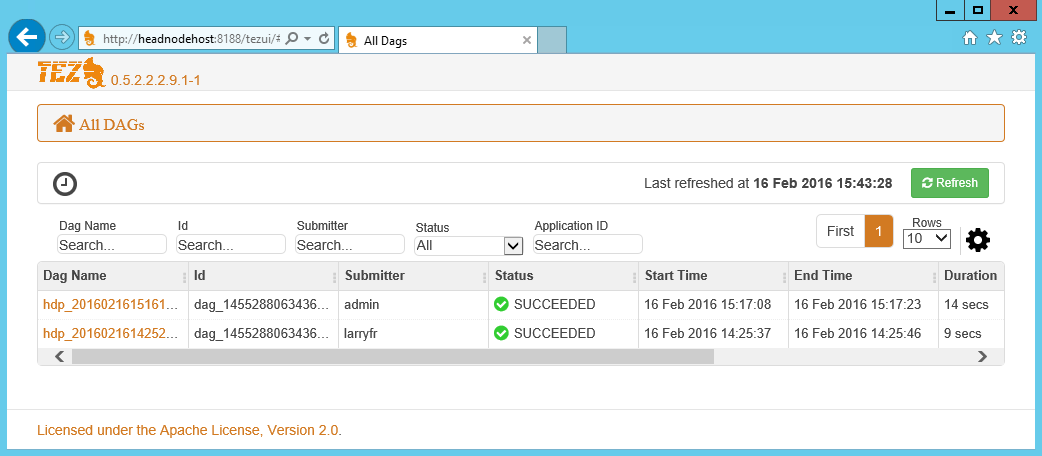 http://headnodehost:8188/tezui/#
All Dags
TEZ 0.5.2.2.2.9.1-1
All DAGs
Last refreshed at 16 Feb 2016 15:43:28 Refresh
Dag Name Id Submitter Status Application ID First 1 Rows
Search... Search... Search... All Search... 10
Dag Name Id Submitter Status Start Time End Time Duration
hdp_2016021615161... dag_1455288063436... admin SUCCEEDED 16 Feb 2016 15:17:08 16 Feb 2016 15:17:23 14 secs
hdp_2016021614252... dag_1455288063436... larryfr SUCCEEDED 16 Feb 2016 14:25:37 16 Feb 2016 14:25:46 9 secs
Licensed under the Apache License, Version 2.0.